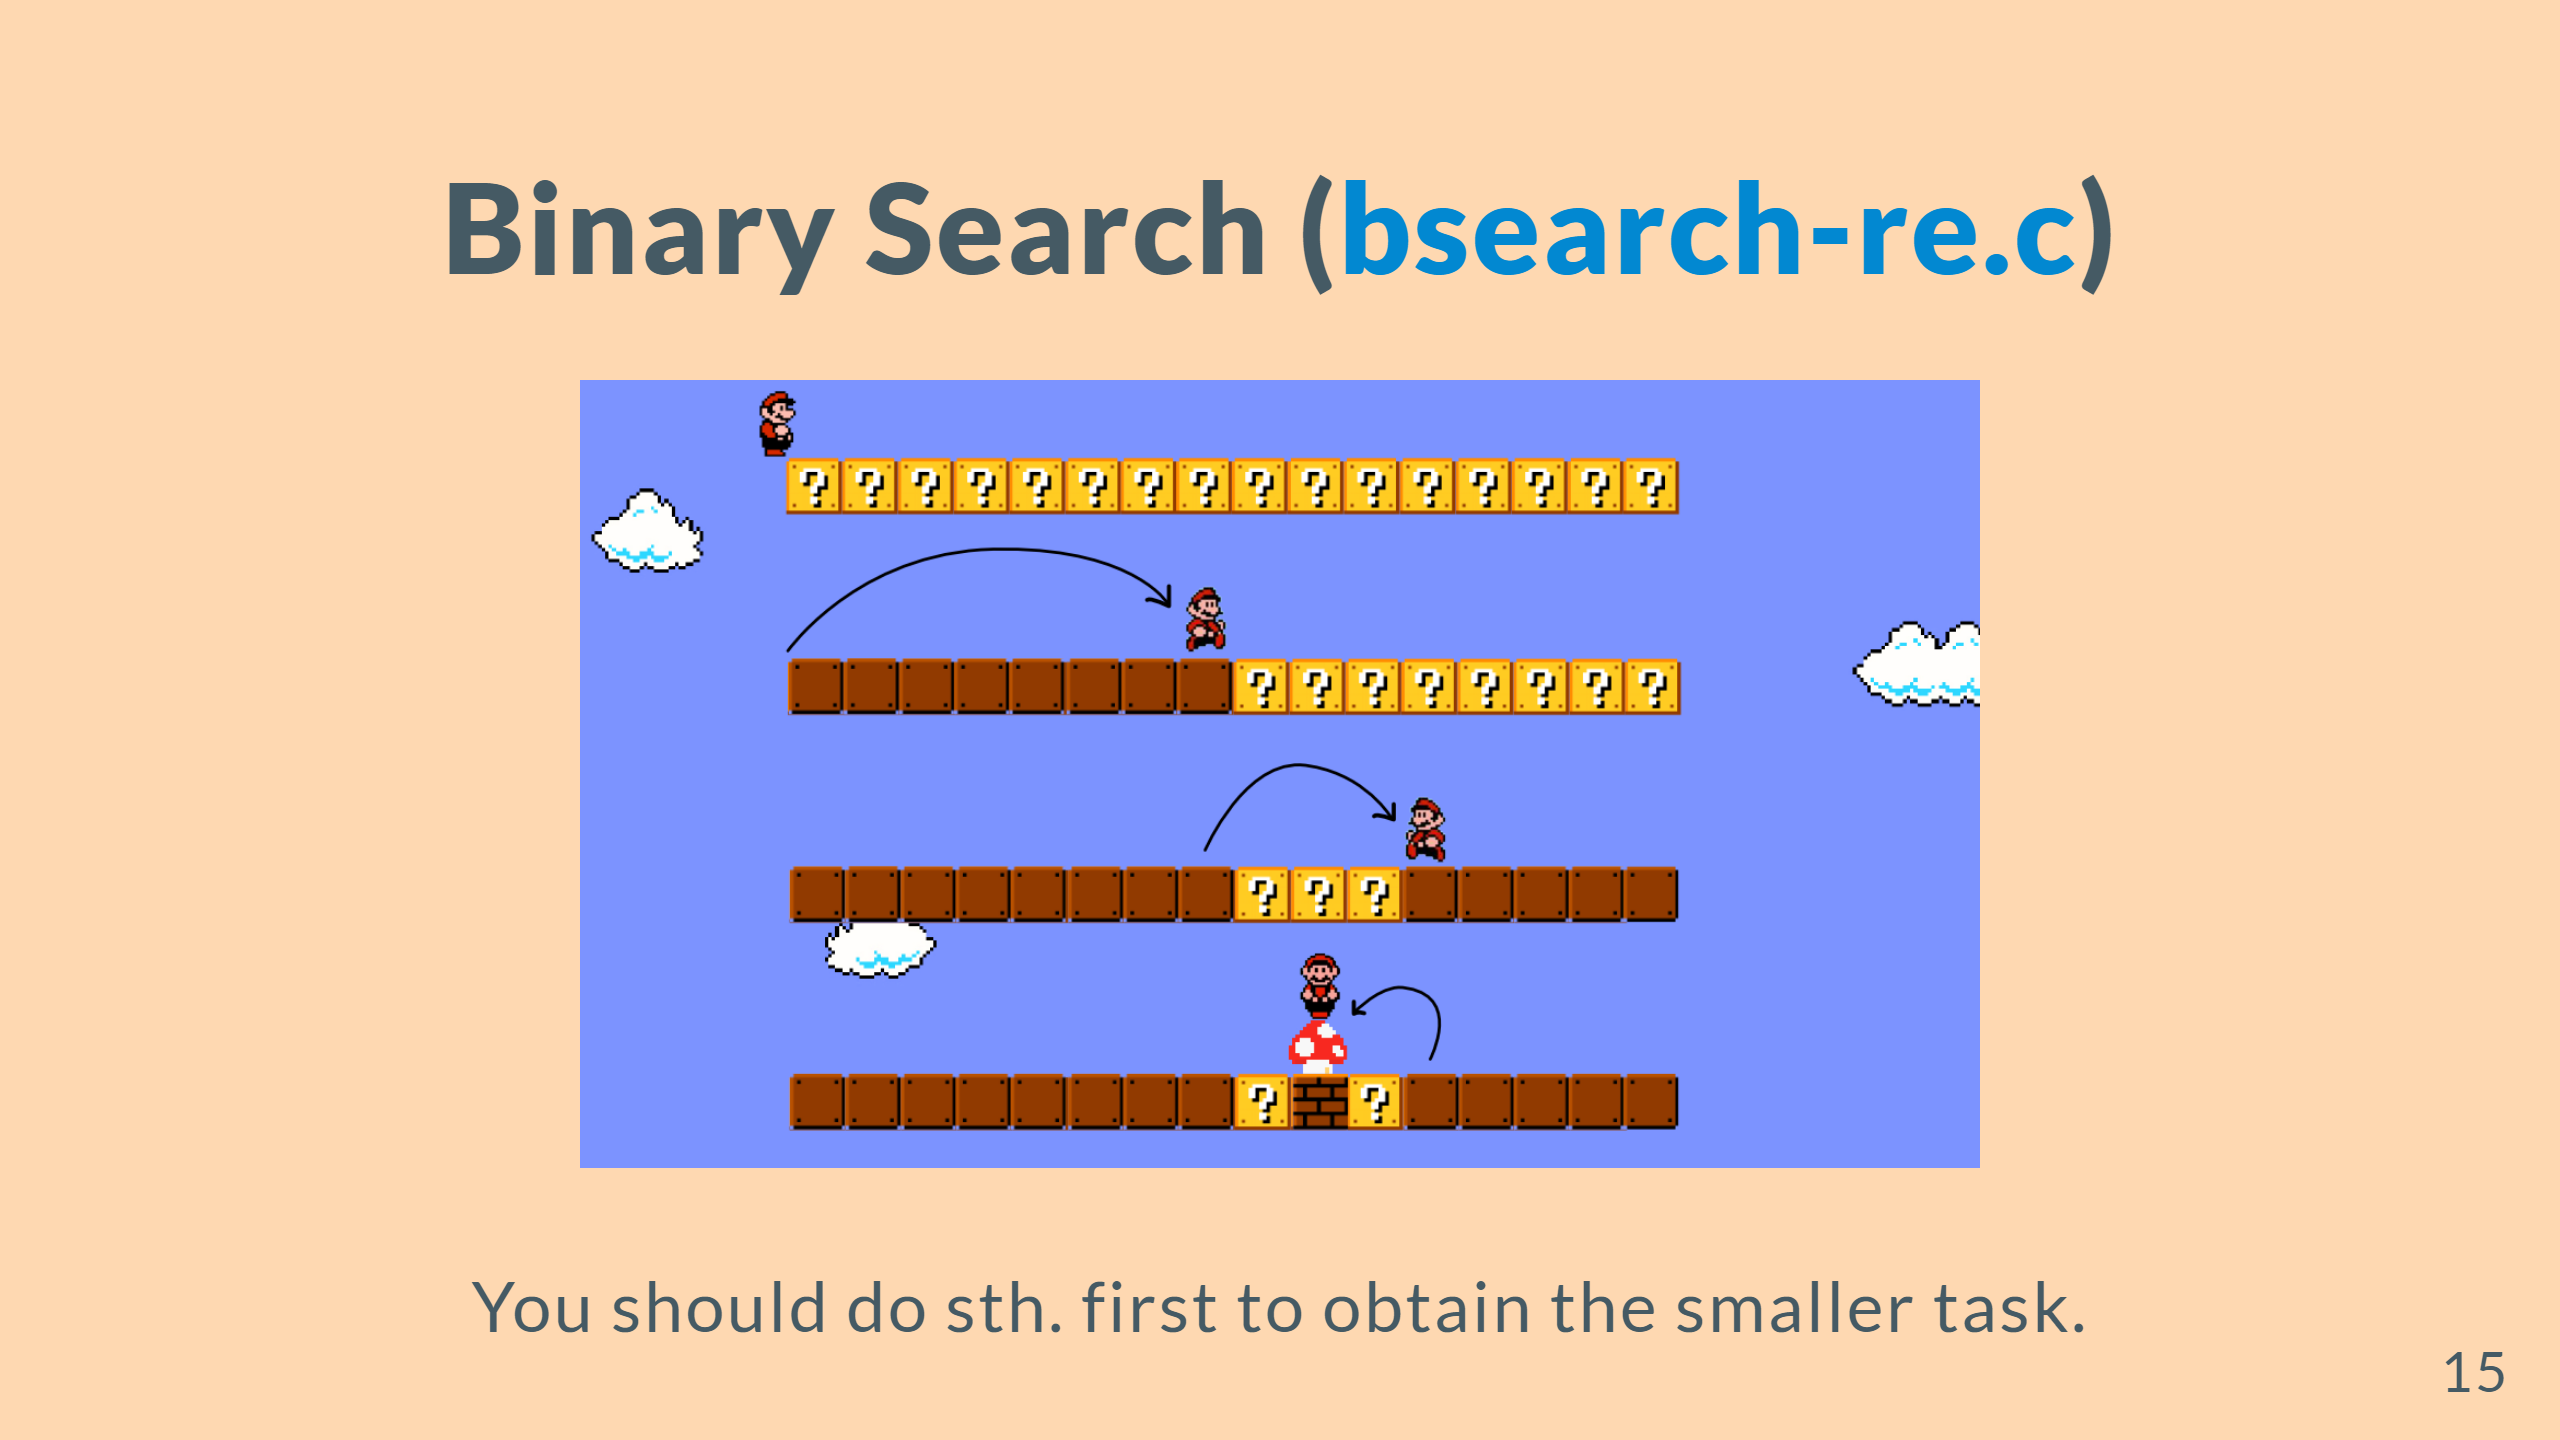 Binary Search (bsearch-re.c)
? ? ? ? ? ? ? ? ? ? ? ? ? ? ? ?
? ? ? ? ? ? ? ?
? ? ?
? ?
You should do sth. first to obtain the smaller task.
15